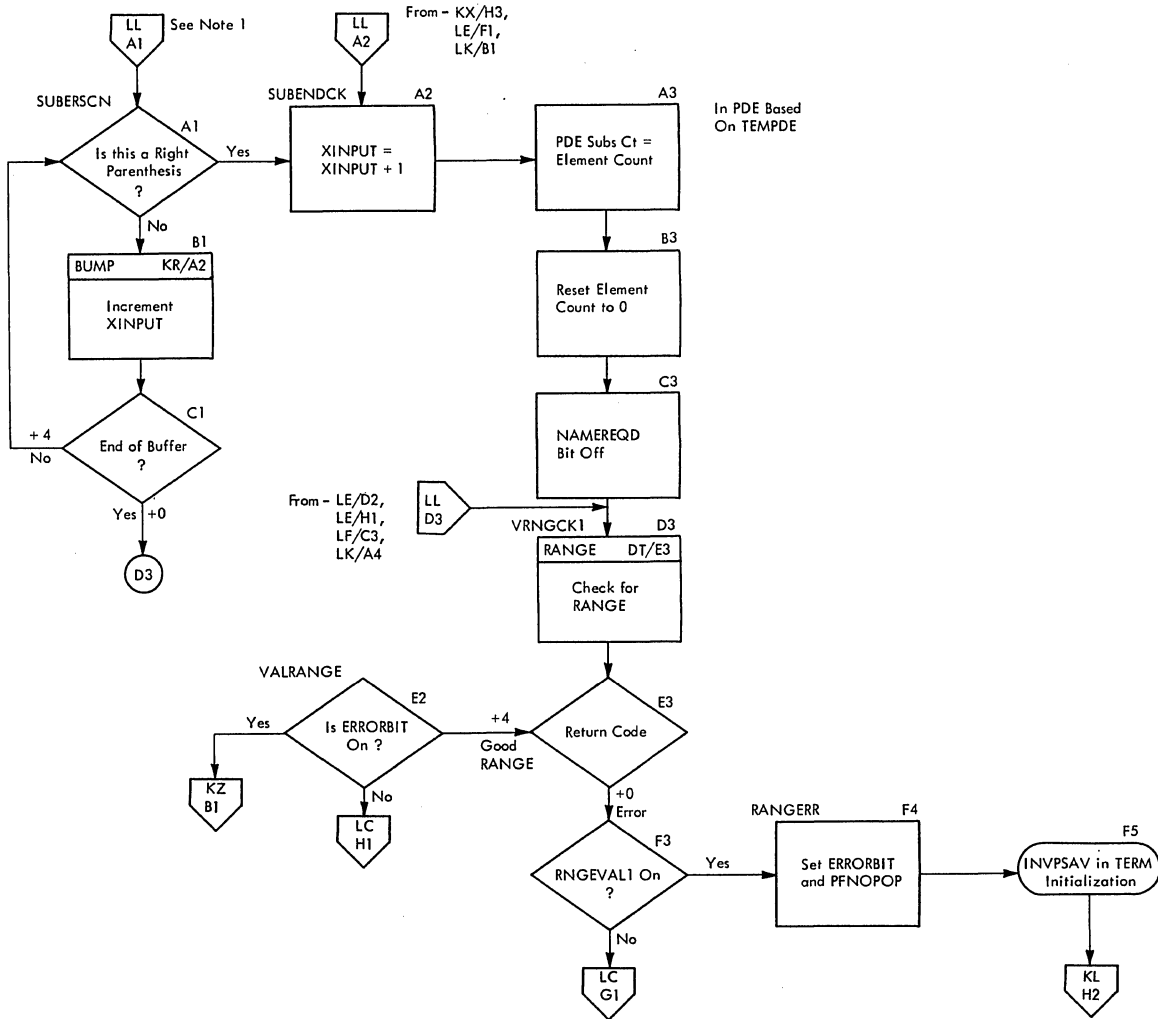 LL
A1
See Note 1
LL
A2
From - KX/H3,
LE/F1,
LK/B1
SUBERSCN
A1
Is this a Right
Parenthesis
?
Yes
No
SUBENDCK
A2
XINPUT =
XINPUT + 1
A3
PDE Subs Ct =
Element Count
In PDE Based
On TEMPDE
B1
BUMP KR/A2
Increment
XINPUT
B3
Reset Element
Count to 0
C1
End of Buffer
?
+4
No
Yes +0
D3
C3
NAMEREQD
Bit Off
From - LE/D2,
LE/H1,
LF/C3,
LK/A4
LL
D3
VRNGCK1
D3
RANGE DT/E3
Check for
RANGE
VALRANGE
E2
Is ERRORBIT
On ?
Yes
No
KZ
B1
LC
H1
+4
Good
RANGE
E3
Return Code
+0
Error
F3
RNGEVAL1 On
?
Yes
No
LC
G1
RANGERR
F4
Set ERRORBIT
and PFNOPOP
F5
INVPSAV in TERM
Initialization
KL
H2